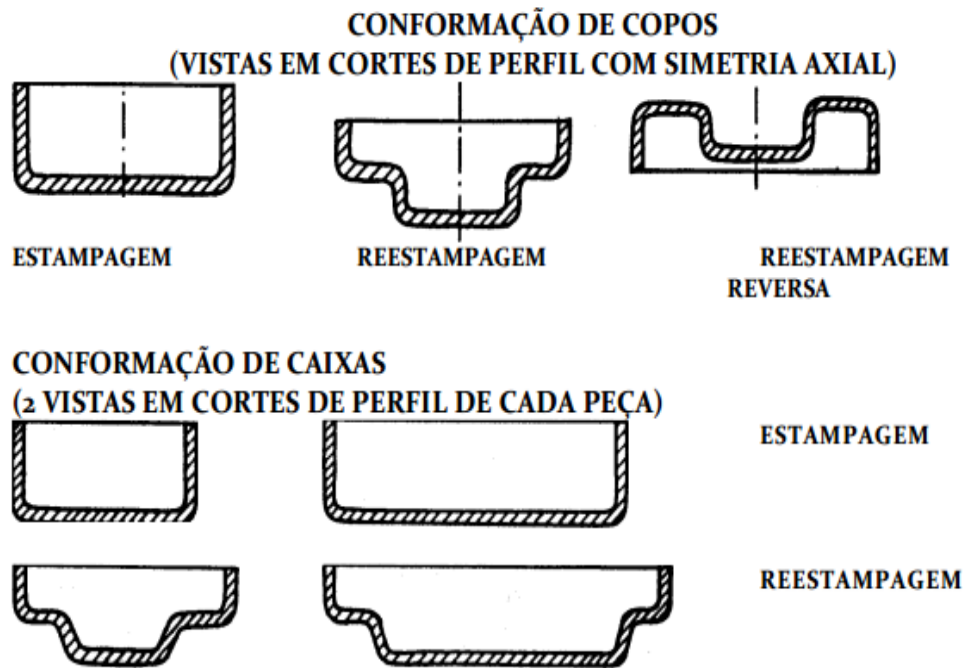 CONFORMAÇÃO DE COPOS
(VISTAS EM CORTES DE PERFIL COM SIMETRIA AXIAL)
ESTAMPAGEM
REESTAMPAGEM
REESTAMPAGEM
REVERSA
CONFORMAÇÃO DE CAIXAS
(2 VISTAS EM CORTES DE PERFIL DE CADA PEÇA)
ESTAMPAGEM
REESTAMPAGEM